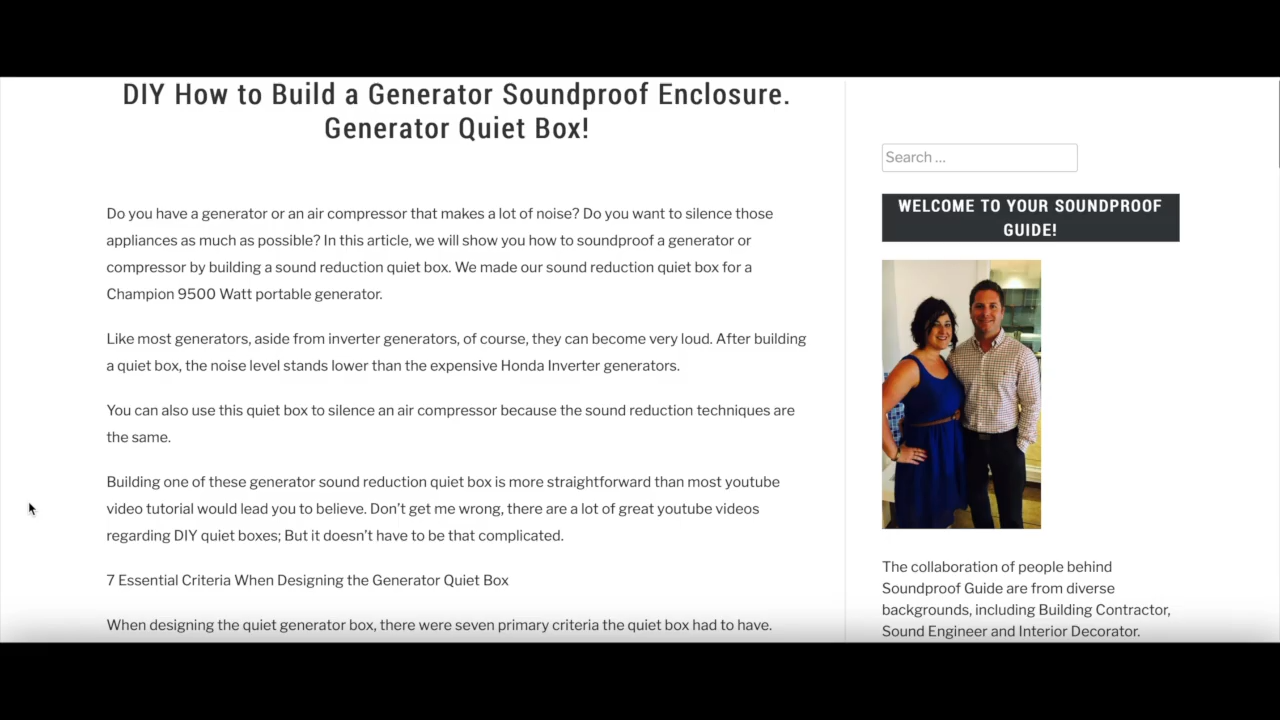 DIY How to Build a Generator Soundproof Enclosure.
Generator Quiet Box!
Do you have a generator or an air compressor that makes a lot of noise? Do you want to silence those
appliances as much as possible? In this article, we will show you how to soundproof a generator or
compressor by building a sound reduction quiet box. We made our sound reduction quiet box for a
Champion 9500 Watt portable generator.
Like most generators, aside from inverter generators, of course, they can become very loud. After building
a quiet box, the noise level stands lower than the expensive Honda Inverter generators.
You can also use this quiet box to silence an air compressor because the sound reduction techniques are
the same.
Building one of these generator sound reduction quiet box is more straightforward than most youtube
video tutorial would lead you to believe. Don’t get me wrong, there are a lot of great youtube videos
regarding DIY quiet boxes; But it doesn’t have to be that complicated.
7 Essential Criteria When Designing the Generator Quiet Box
When designing the quiet generator box, there were seven primary criteria the quiet box had to have.
Search …
WELCOME TO YOUR SOUNDPROOF
GUIDE!
The collaboration of people behind
Soundproof Guide are from diverse
backgrounds, including Building Contractor,
Sound Engineer and Interior Decorator.